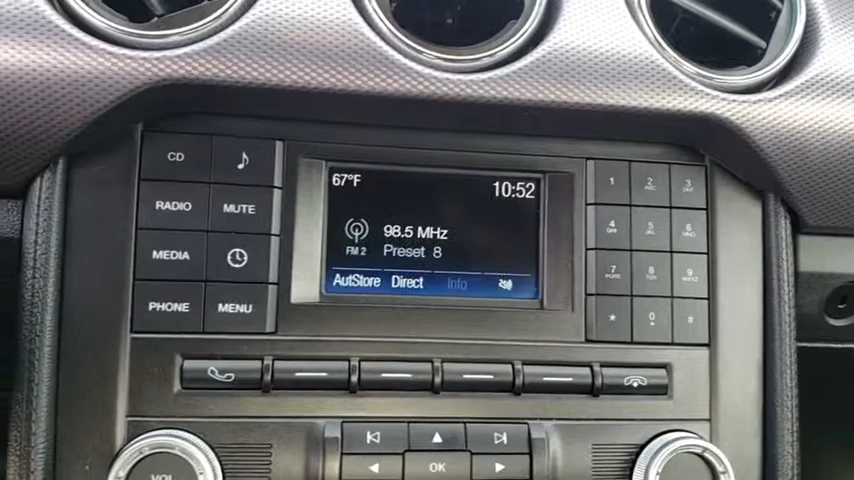 CD
RADIO MUTE
MEDIA
PHONE MENU
67°F 10:52
98.5 MHz
FM 2 Preset 8
AutStore Direct Info
1 2 ABC 3 DEF
4 GHI 5 JKL 6 MNO
7 PQRS 8 TUV 9 WXYZ
* 0 #
VOL
OK